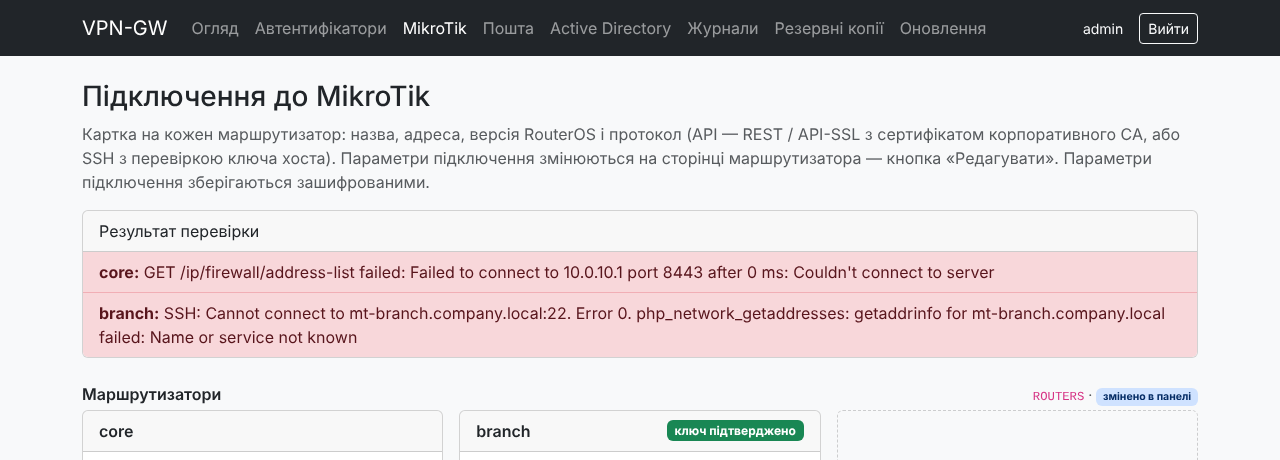 VPN-GW Огляд Автентифікатори MikroTik Пошта Active Directory Журнали Резервні копії Оновлення admin Вийти
Підключення до MikroTik
Картка на кожен маршрутизатор: назва, адреса, версія RouterOS і протокол (API — REST / API-SSL з сертифікатом корпоративного CA, або
SSH з перевіркою ключа хоста). Параметри підключення змінюються на сторінці маршрутизатора — кнопка «Редагувати». Параметри
підключення зберігаються зашифрованими.
Результат перевірки
core: GET /ip/firewall/address-list failed: Failed to connect to 10.0.10.1 port 8443 after 0 ms: Couldn't connect to server
branch: SSH: Cannot connect to mt-branch.company.local:22. Error 0. php_network_getaddresses: getaddrinfo for mt-branch.company.local
failed: Name or service not known
Маршрутизатори ROUTERS · змінено в панелі
core branch ключ підтверджено